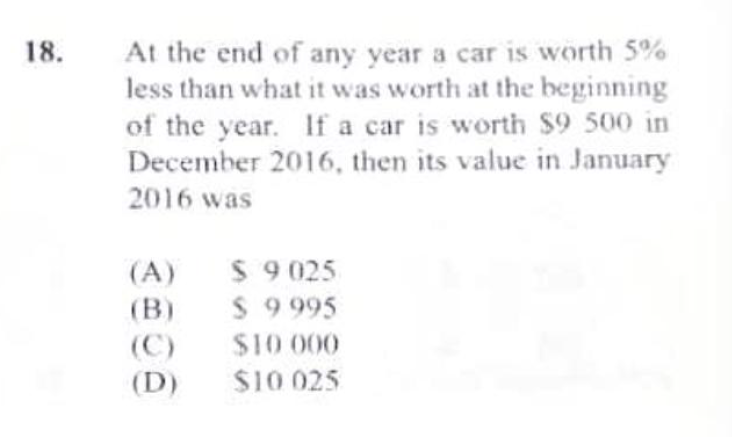 18. At the end of any year a car is worth 5%
less than what it was worth at the beginning
of the year. If a car is worth $9 500 in
December 2016, then its value in January
2016 was
(A) $ 9 025
(B) $ 9 995
(C) $10 000
(D) $10 025